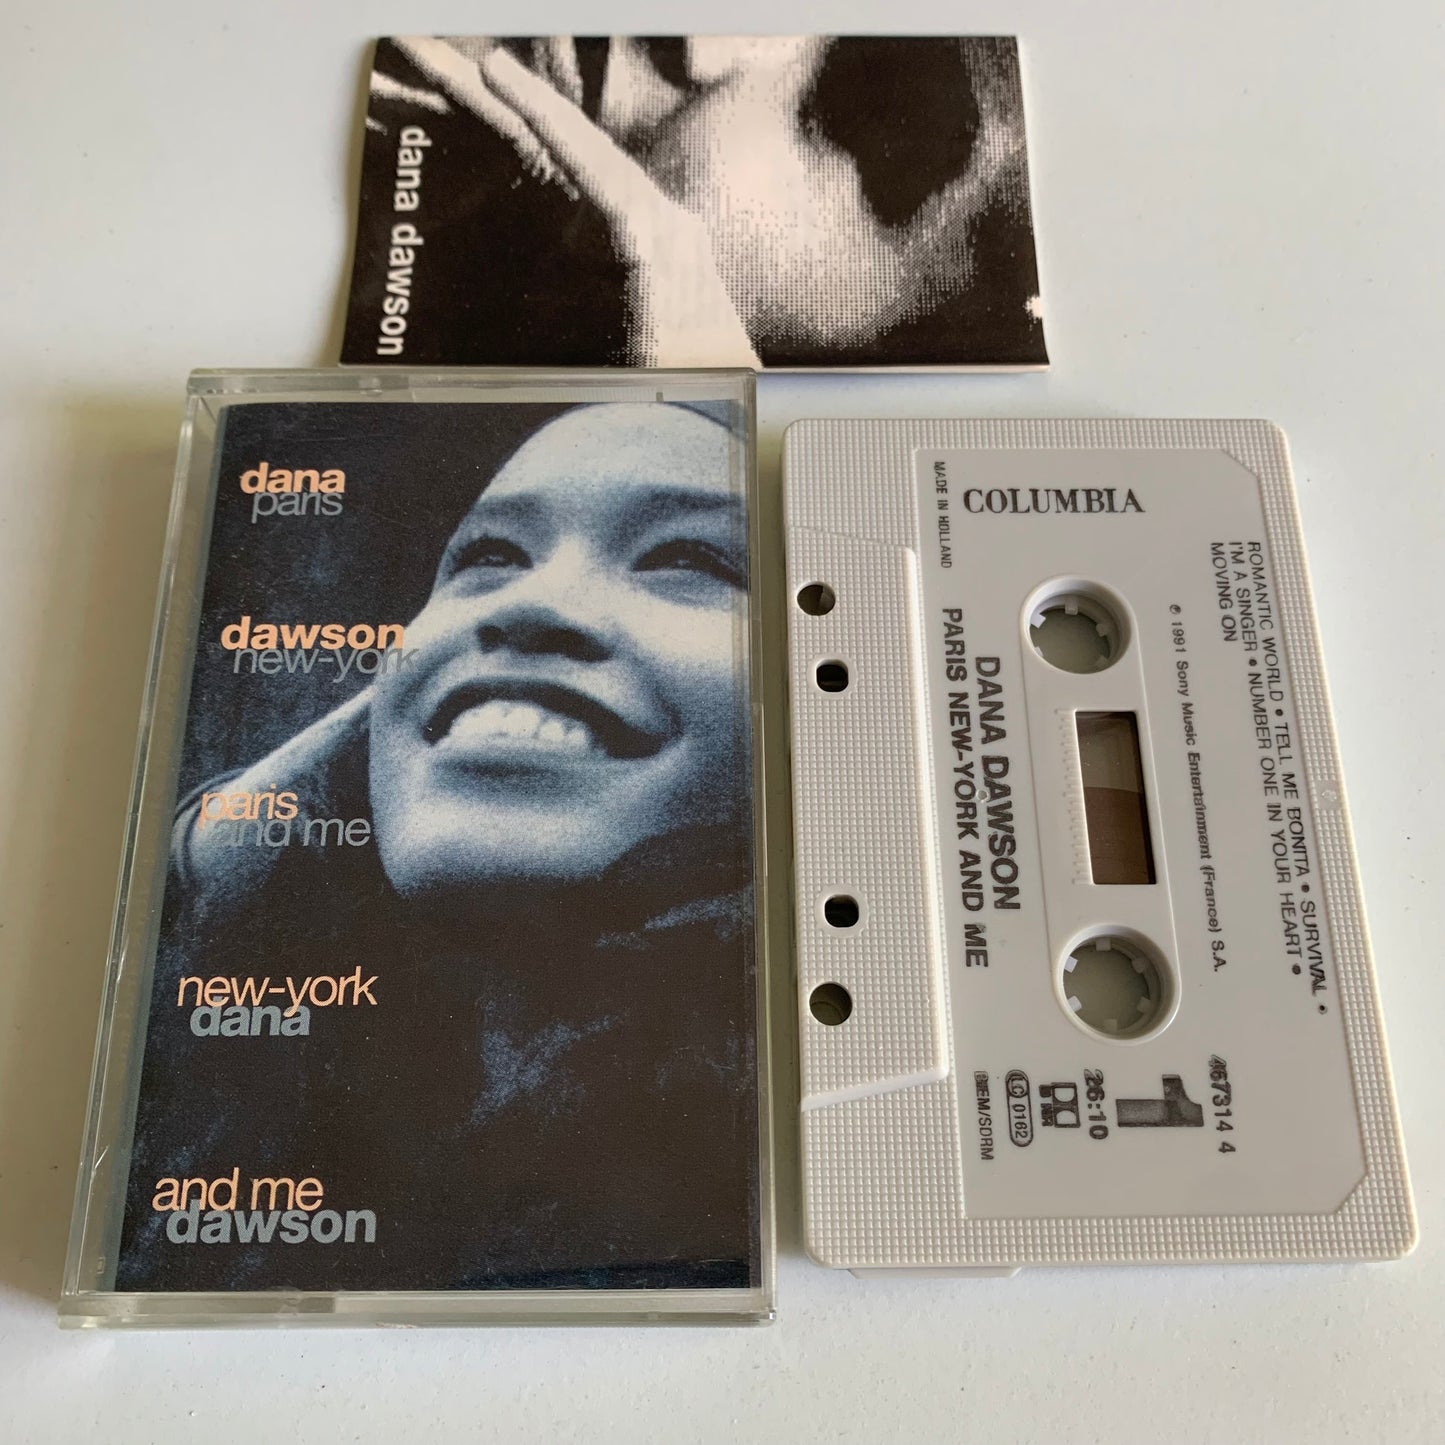 dana dawson
dana
paris
dawson
new-york
paris
and me
new-york
dana
and me
dawson
COLUMBIA
MADE IN HOLLAND
ROMANTIC WORLD • TELL ME BONITA • SURVIVAL •
I'M A SINGER • NUMBER ONE IN YOUR HEART •
MOVING ON
℗ 1991 Sony Music Entertainment (France) S.A.
DANA DAWSON
PARIS NEW-YORK AND ME
467314 4
1
26:10
LC 0162
BIEM/SDRM